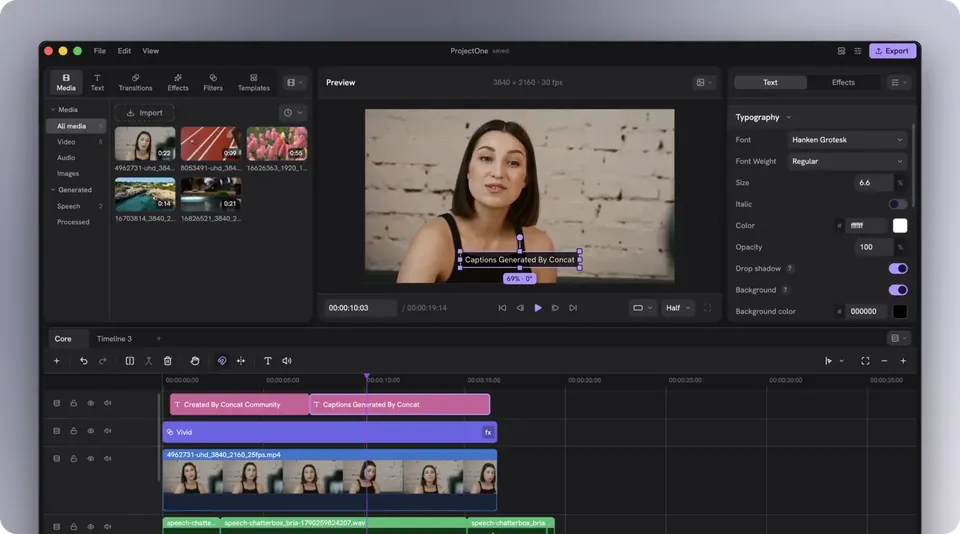 File Edit View
ProjectOne saved
Export
Media Text Transitions Effects Filters Templates
Media
All media
Video 5
Audio
Images
Generated
Speech 2
Processed
Import
0:22
4962731-uhd_384...
0:09
8053491-uhd_384...
0:55
16626363_1920_1...
0:14
16703814_3840_2...
0:21
16826521_3840_2...
Preview
3840 × 2160 · 30 fps
Captions Generated By Concat
69% · 0°
00:00:10:03 / 00:00:19:14
Half
Text Effects
Typography
Font Hanken Grotesk
Font Weight Regular
Size 6.6 %
Italic
Color # ffffff
Opacity 100 %
Drop shadow ?
Background ?
Background color # 000000
Core Timeline 3 +
00:00:00:00 00:00:05:00 00:00:10:00 00:00:15:00 00:00:20:00 00:00:25:00 00:00:30:00 00:00:35:00
T Created By Concat Community
T Captions Generated By Concat
Vivid fx
4962731-uhd_3840_2160_25fps.mp4
speech-chatte... speech-chatterbox_bria-1790259824207.wav speech-chatterbox_bria